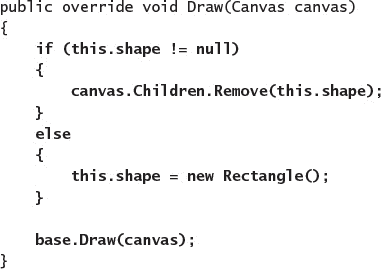 public override void Draw(Canvas canvas)
{
    if (this.shape != null)
    {
        canvas.Children.Remove(this.shape);
    }
    else
    {
        this.shape = new Rectangle();
    }

    base.Draw(canvas);
}